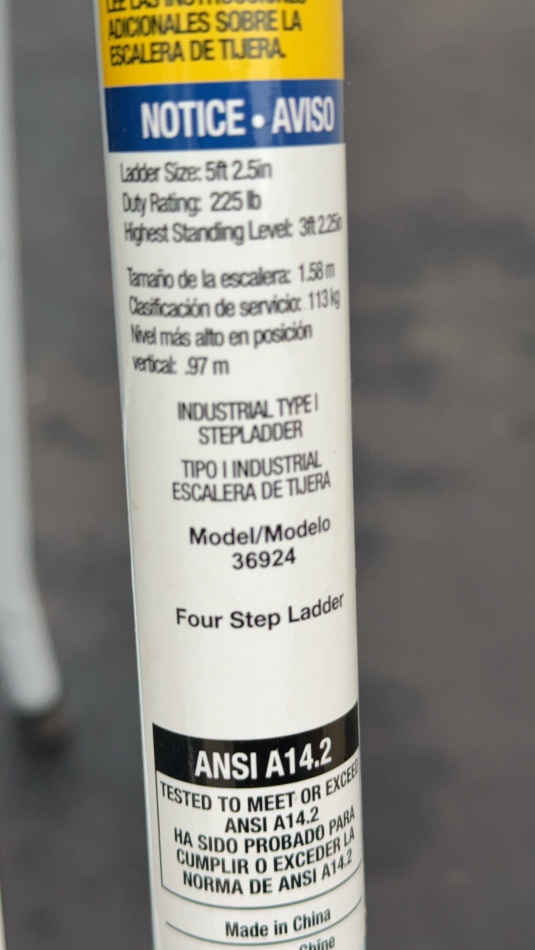 LEE LAS INSTRUCCIONES
ADICIONALES SOBRE LA
ESCALERA DE TIJERA.
NOTICE • AVISO
Ladder Size: 5ft 2.5in
Duty Rating: 225 lb
Highest Standing Level: 3ft 2.25in
Tamaño de la escalera: 1.58 m
Clasificación de servicio: 113 kg
Nivel más alto en posición
vertical: .97 m
INDUSTRIAL TYPE I
STEPLADDER
TIPO I INDUSTRIAL
ESCALERA DE TIJERA
Model/Modelo
36924
Four Step Ladder
ANSI A14.2
TESTED TO MEET OR EXCEED
ANSI A14.2
HA SIDO PROBADO PARA
CUMPLIR O EXCEDER LA
NORMA DE ANSI A14.2
Made in China
Chine